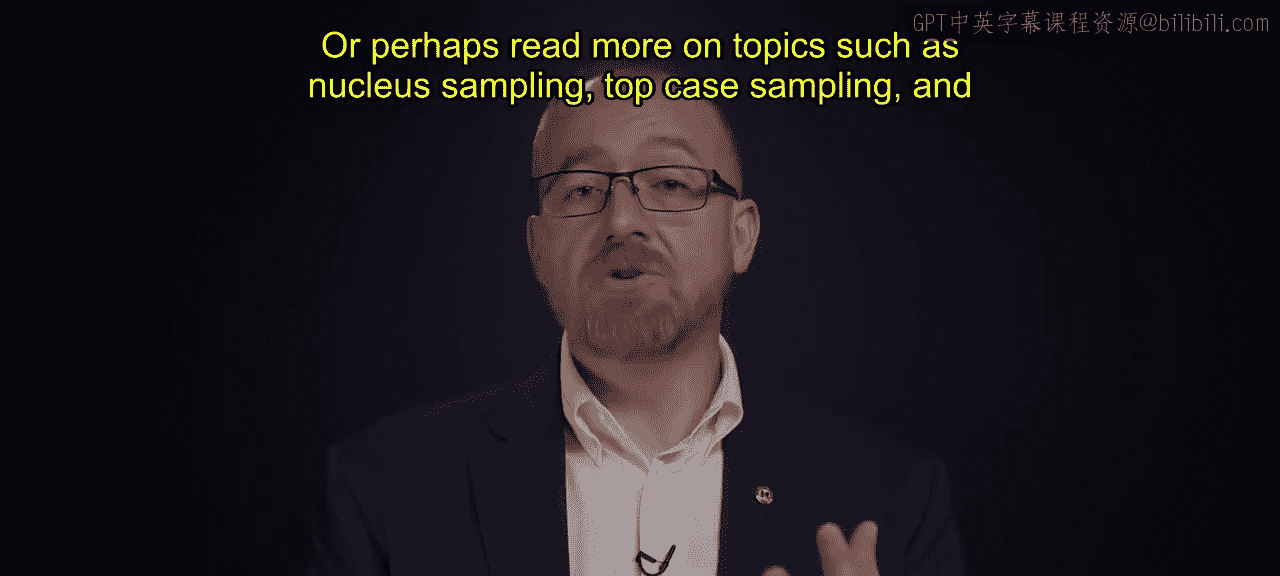 GPT中英字幕课程资源@bilibili.com
Or perhaps read more on topics such as
nucleus sampling, top case sampling, and